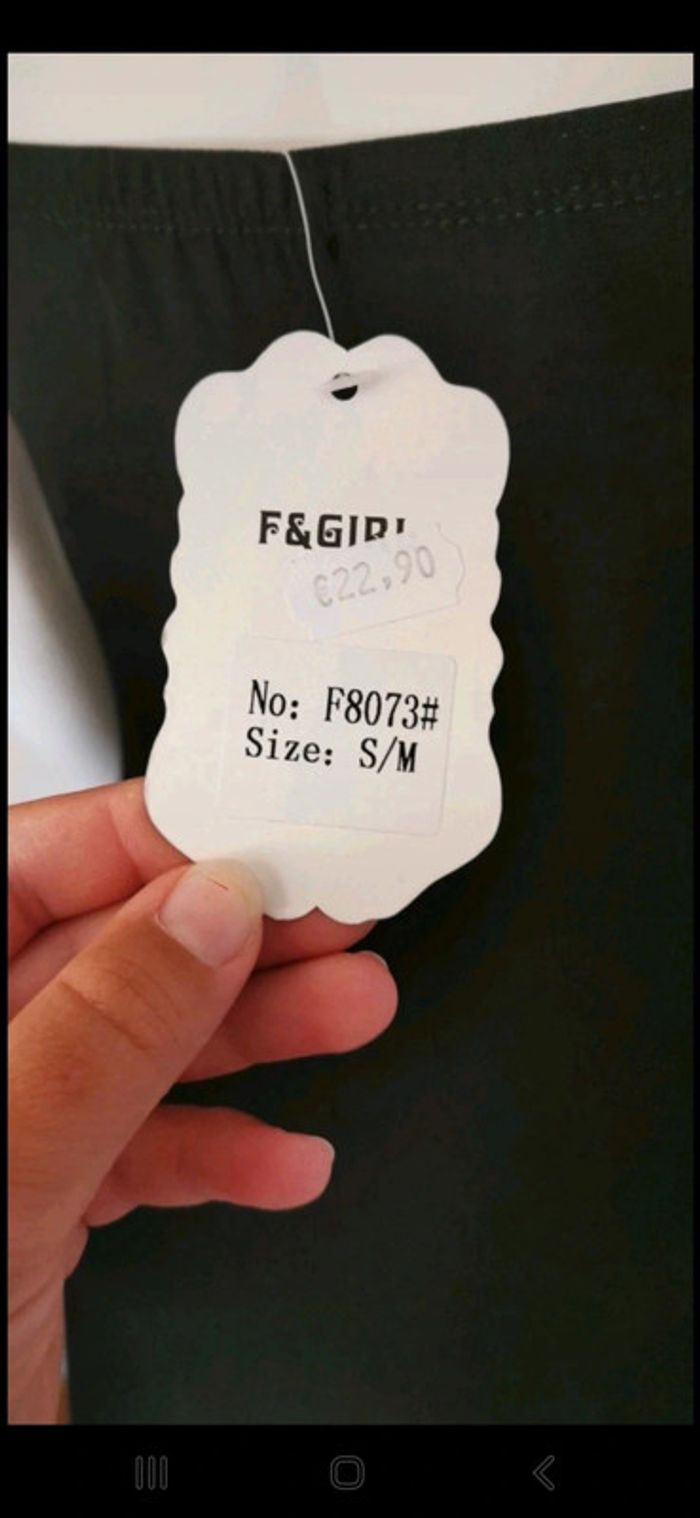 F&GIRL
€22,90
No: F8073#
Size: S/M